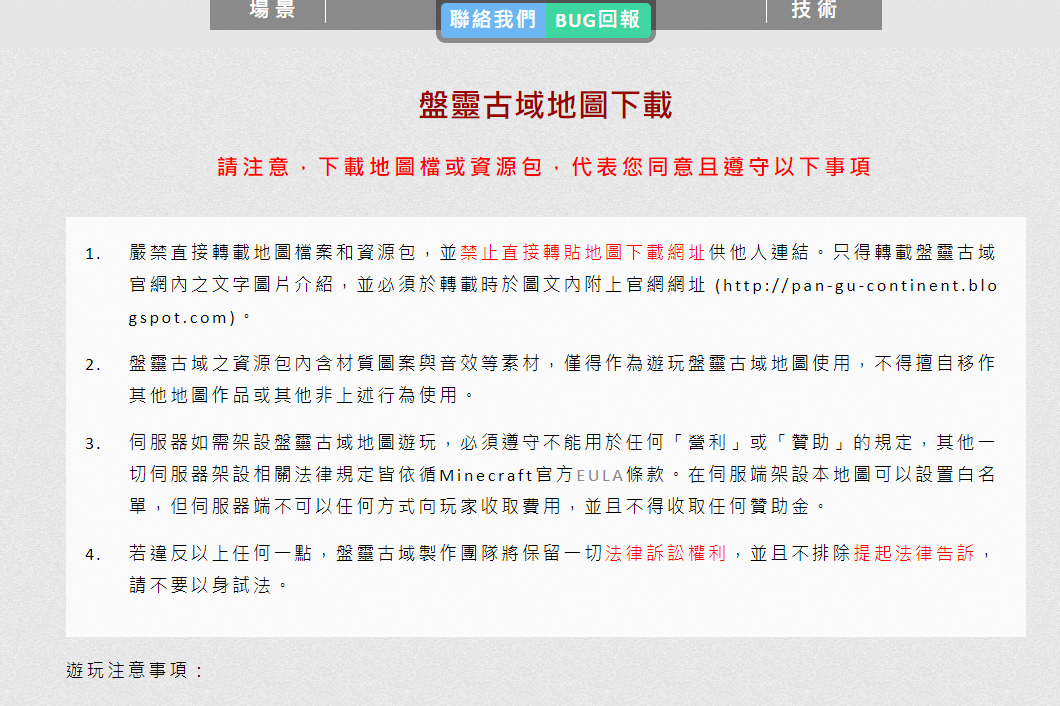 場景
技術
聯絡我們 BUG回報
盤靈古域地圖下載
請注意，下載地圖檔或資源包，代表您同意且遵守以下事項
1. 嚴禁直接轉載地圖檔案和資源包，並禁止直接轉貼地圖下載網址供他人連結。只得轉載盤靈古域
官網內之文字圖片介紹，並必須於轉載時於圖文內附上官網網址 (http://pan-gu-continent.blo
gspot.com)。
2. 盤靈古域之資源包內含材質圖案與音效等素材，僅得作為遊玩盤靈古域地圖使用，不得擅自移作
其他地圖作品或其他非上述行為使用。
3. 伺服器如需架設盤靈古域地圖遊玩，必須遵守不能用於任何「營利」或「贊助」的規定，其他一
切伺服器架設相關法律規定皆依循Minecraft官方EULA條款。在伺服端架設本地圖可以設置白名
單，但伺服器端不可以任何方式向玩家收取費用，並且不得收取任何贊助金。
4. 若違反以上任何一點，盤靈古域製作團隊將保留一切法律訴訟權利，並且不排除提起法律告訴，
請不要以身試法。
遊玩注意事項：